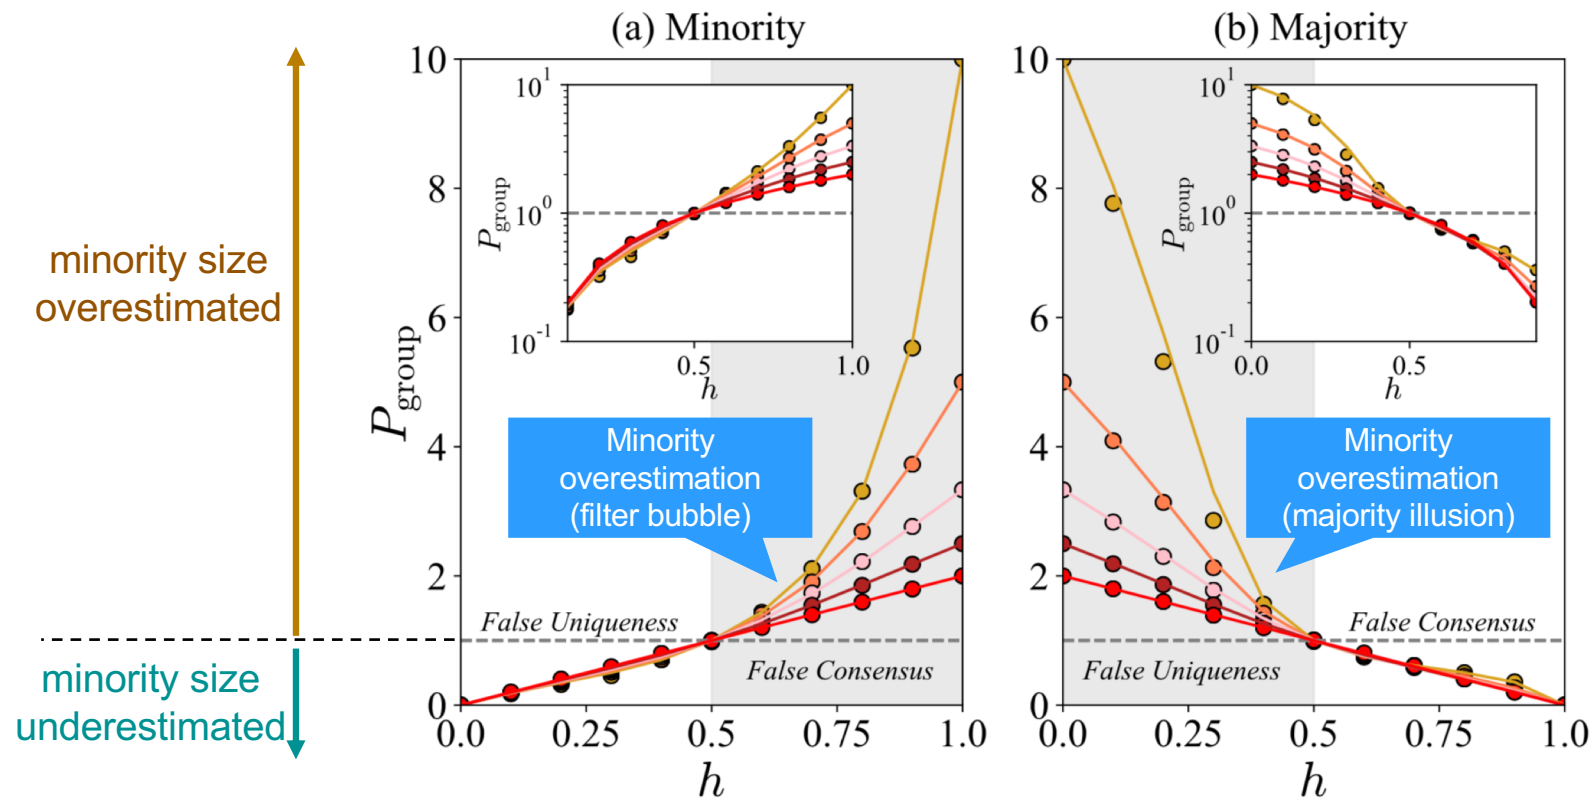 (a) Minority
(b) Majority
minority size
overestimated
minority size
underestimated
10
8
6
4
2
0
P_group
0.0
0.25
0.5
0.75
1.0
h
10^1
10^0
10^-1
P_group
0.5
1.0
h
Minority
overestimation
(filter bubble)
False Uniqueness
False Consensus
10
8
6
4
2
0
0.0
0.25
0.5
0.75
1.0
h
10^1
10^0
10^-1
P_group
0.0
0.5
h
Minority
overestimation
(majority illusion)
False Consensus
False Uniqueness